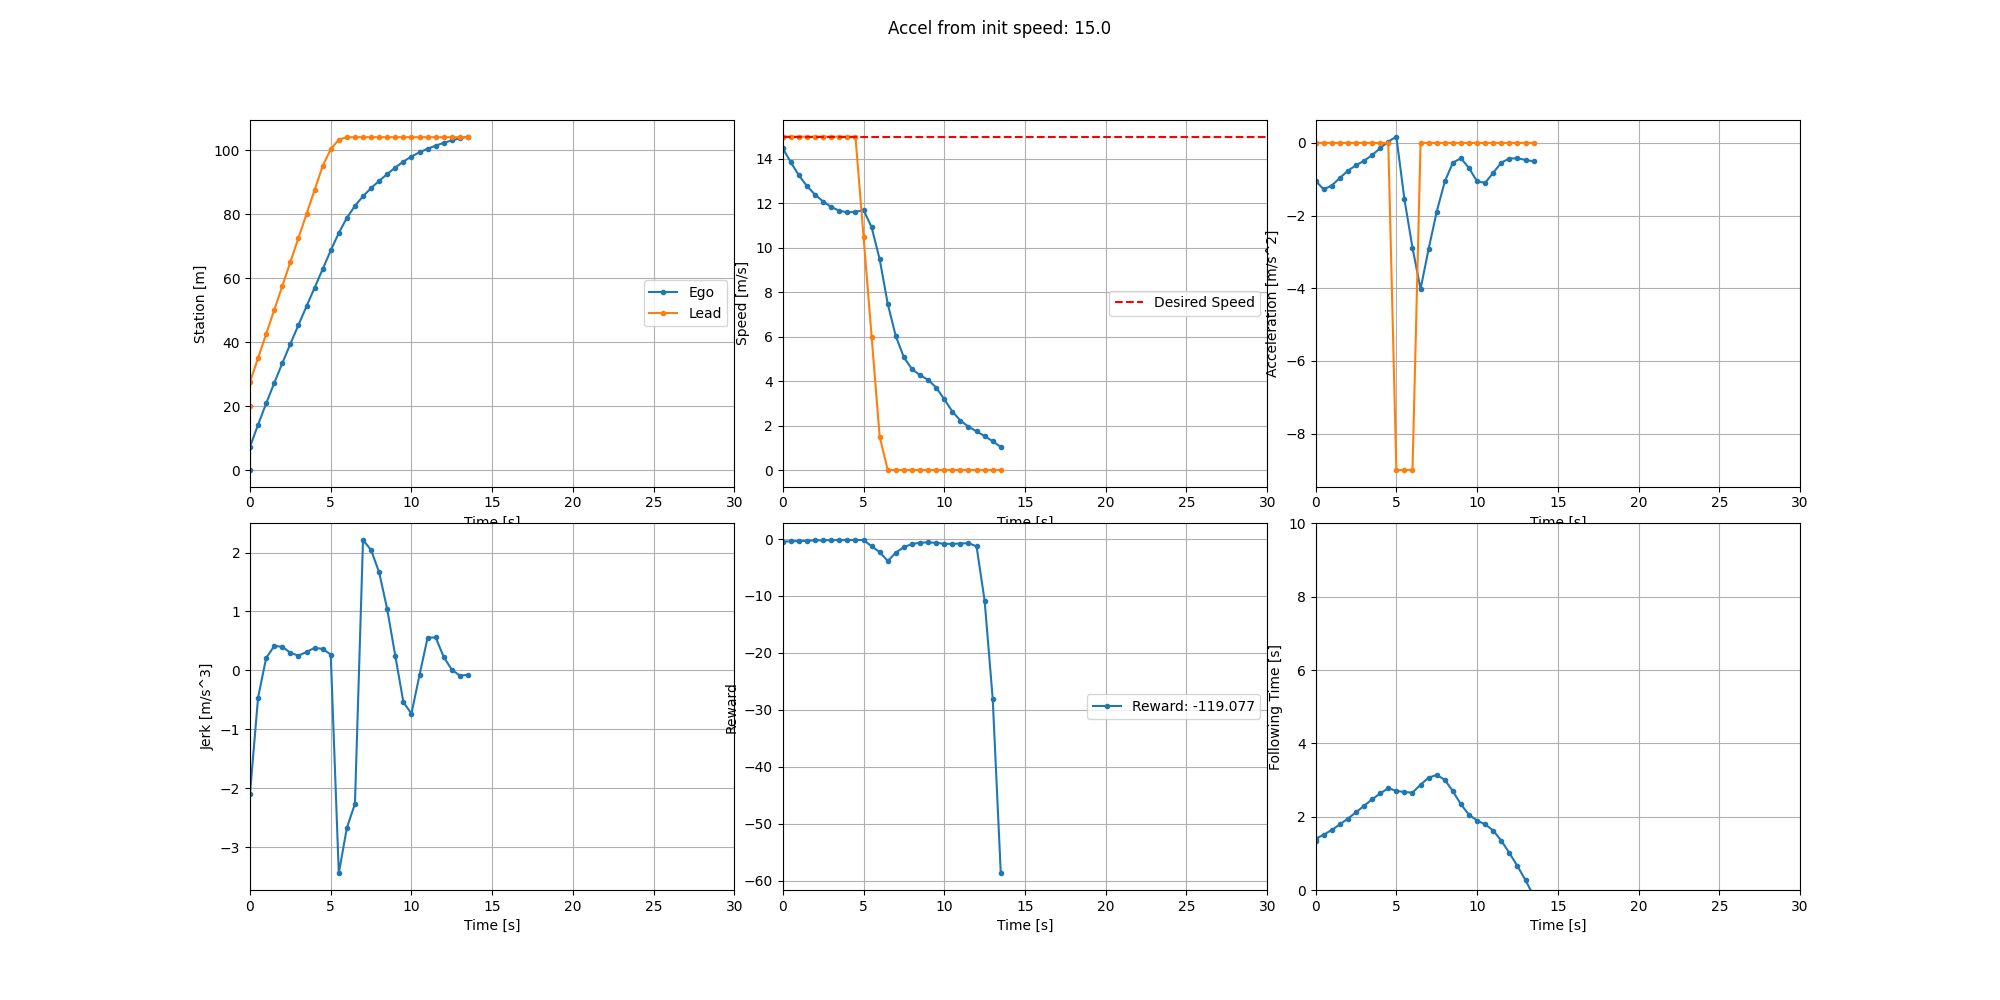 Accel from init speed: 15.0
Station [m]
100
80
60
40
20
0
0 5 10 15 20 25 30
Time [s]
Ego
Lead
Speed [m/s]
14
12
10
8
6
4
2
0
0 5 10 15 20 25 30
Time [s]
Desired Speed
Acceleration [m/s^2]
0
−2
−4
−6
−8
0 5 10 15 20 25 30
Time [s]
Jerk [m/s^3]
2
1
0
−1
−2
−3
0 5 10 15 20 25 30
Time [s]
Reward
0
−10
−20
−30
−40
−50
−60
0 5 10 15 20 25 30
Time [s]
Reward: -119.077
Following Time [s]
10
8
6
4
2
0
0 5 10 15 20 25 30
Time [s]